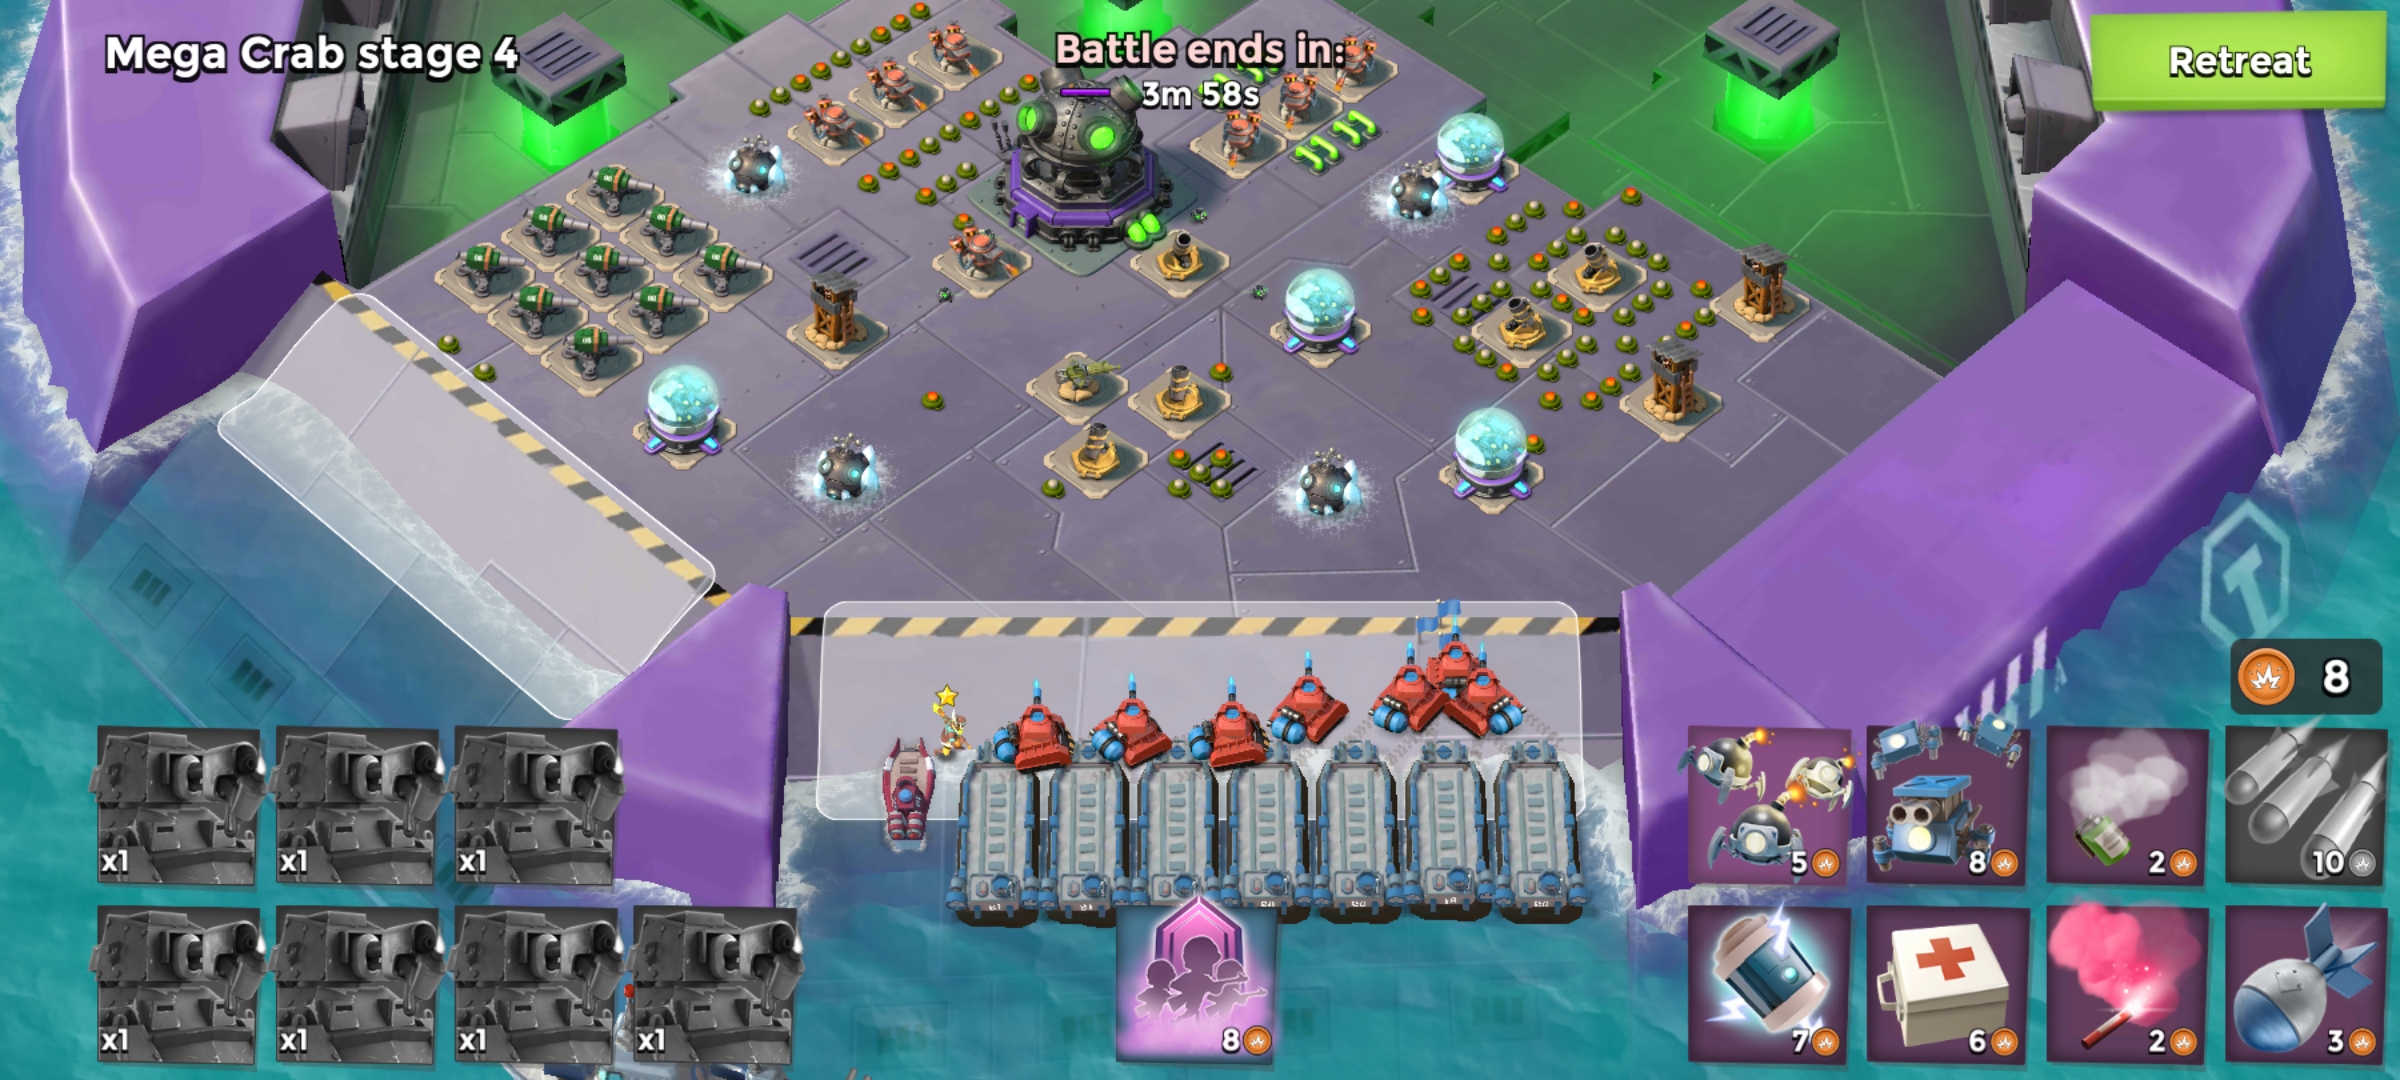 Mega Crab stage 4
Battle ends in:
3m 58s
Retreat
8
5
8
2
10
7
6
2
3
x1
x1
x1
x1
x1
x1
x1
8